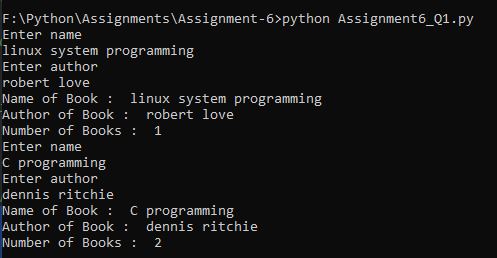 F:\Python\Assignments\Assignment-6>python Assignment6_Q1.py
Enter name
linux system programming
Enter author
robert love
Name of Book :  linux system programming
Author of Book :  robert love
Number of Books :  1
Enter name
C programming
Enter author
dennis ritchie
Name of Book :  C programming
Author of Book :  dennis ritchie
Number of Books :  2